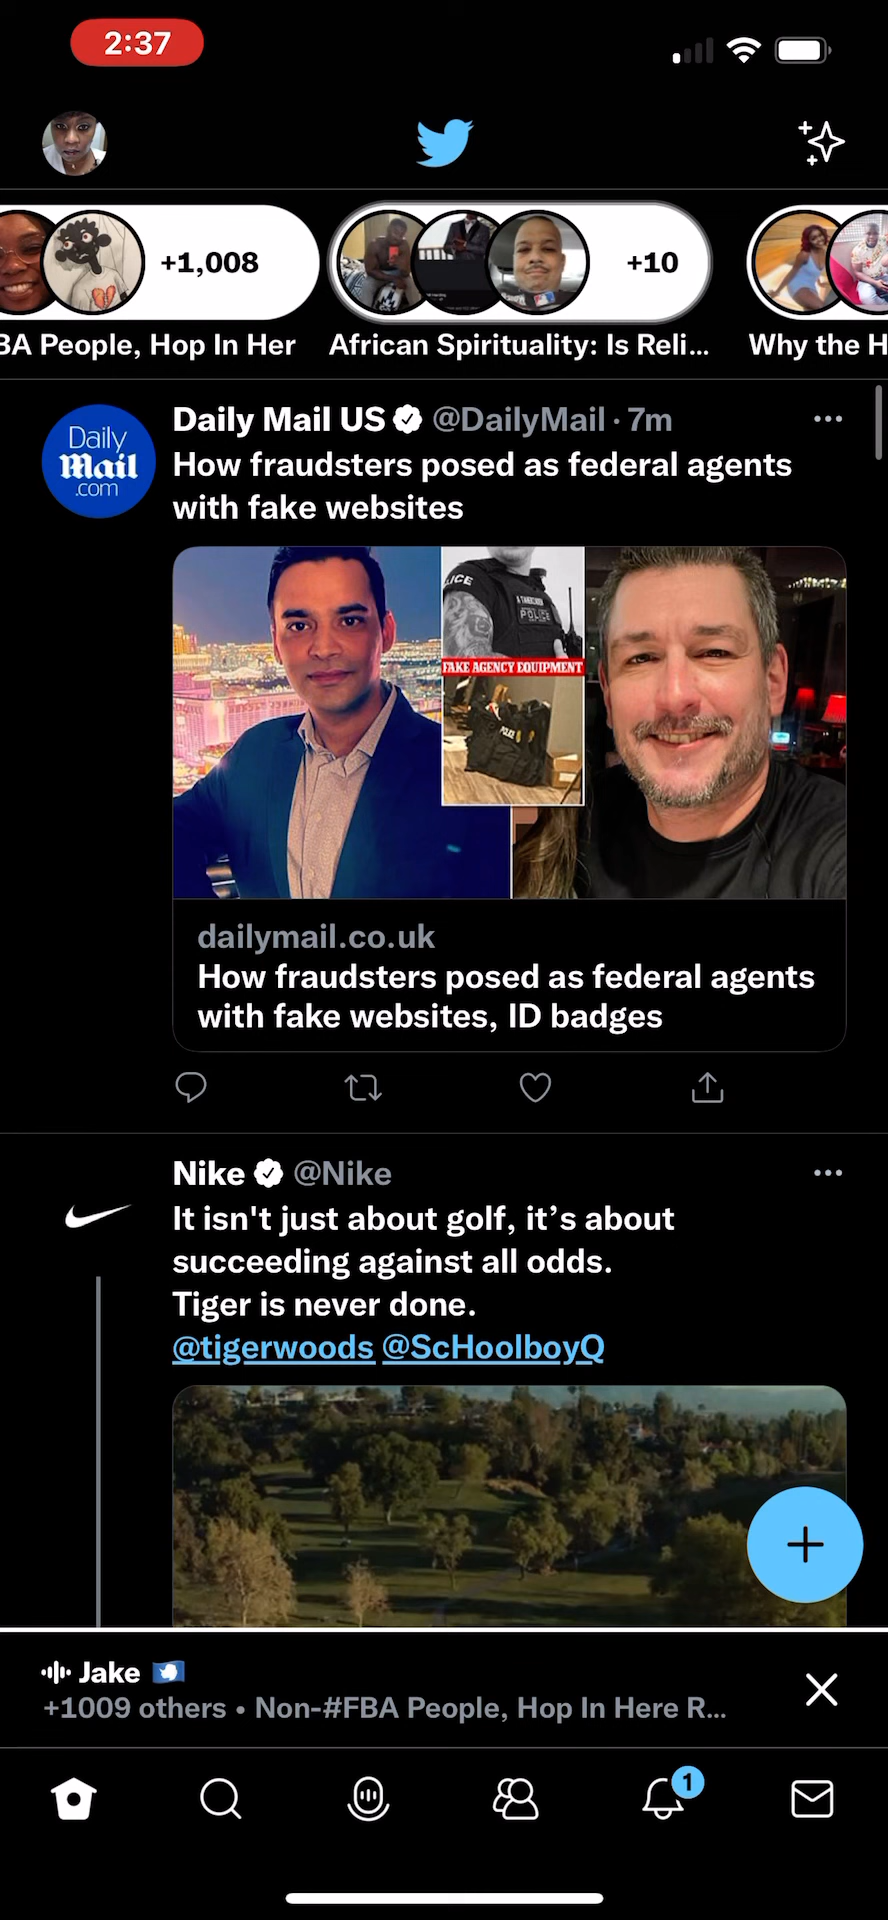 2:37
+1,008
+10
BA People, Hop In Her
African Spirituality: Is Reli...
Why the H
Daily
Mail
.com
Daily Mail US @DailyMail · 7m
How fraudsters posed as federal agents
with fake websites
LICE
POLICE
FAKE AGENCY EQUIPMENT
POLICE
dailymail.co.uk
How fraudsters posed as federal agents
with fake websites, ID badges
Nike @Nike
It isn't just about golf, it’s about
succeeding against all odds.
Tiger is never done.
@tigerwoods @ScHoolboyQ
Jake
+1009 others • Non-#FBA People, Hop In Here R...
1